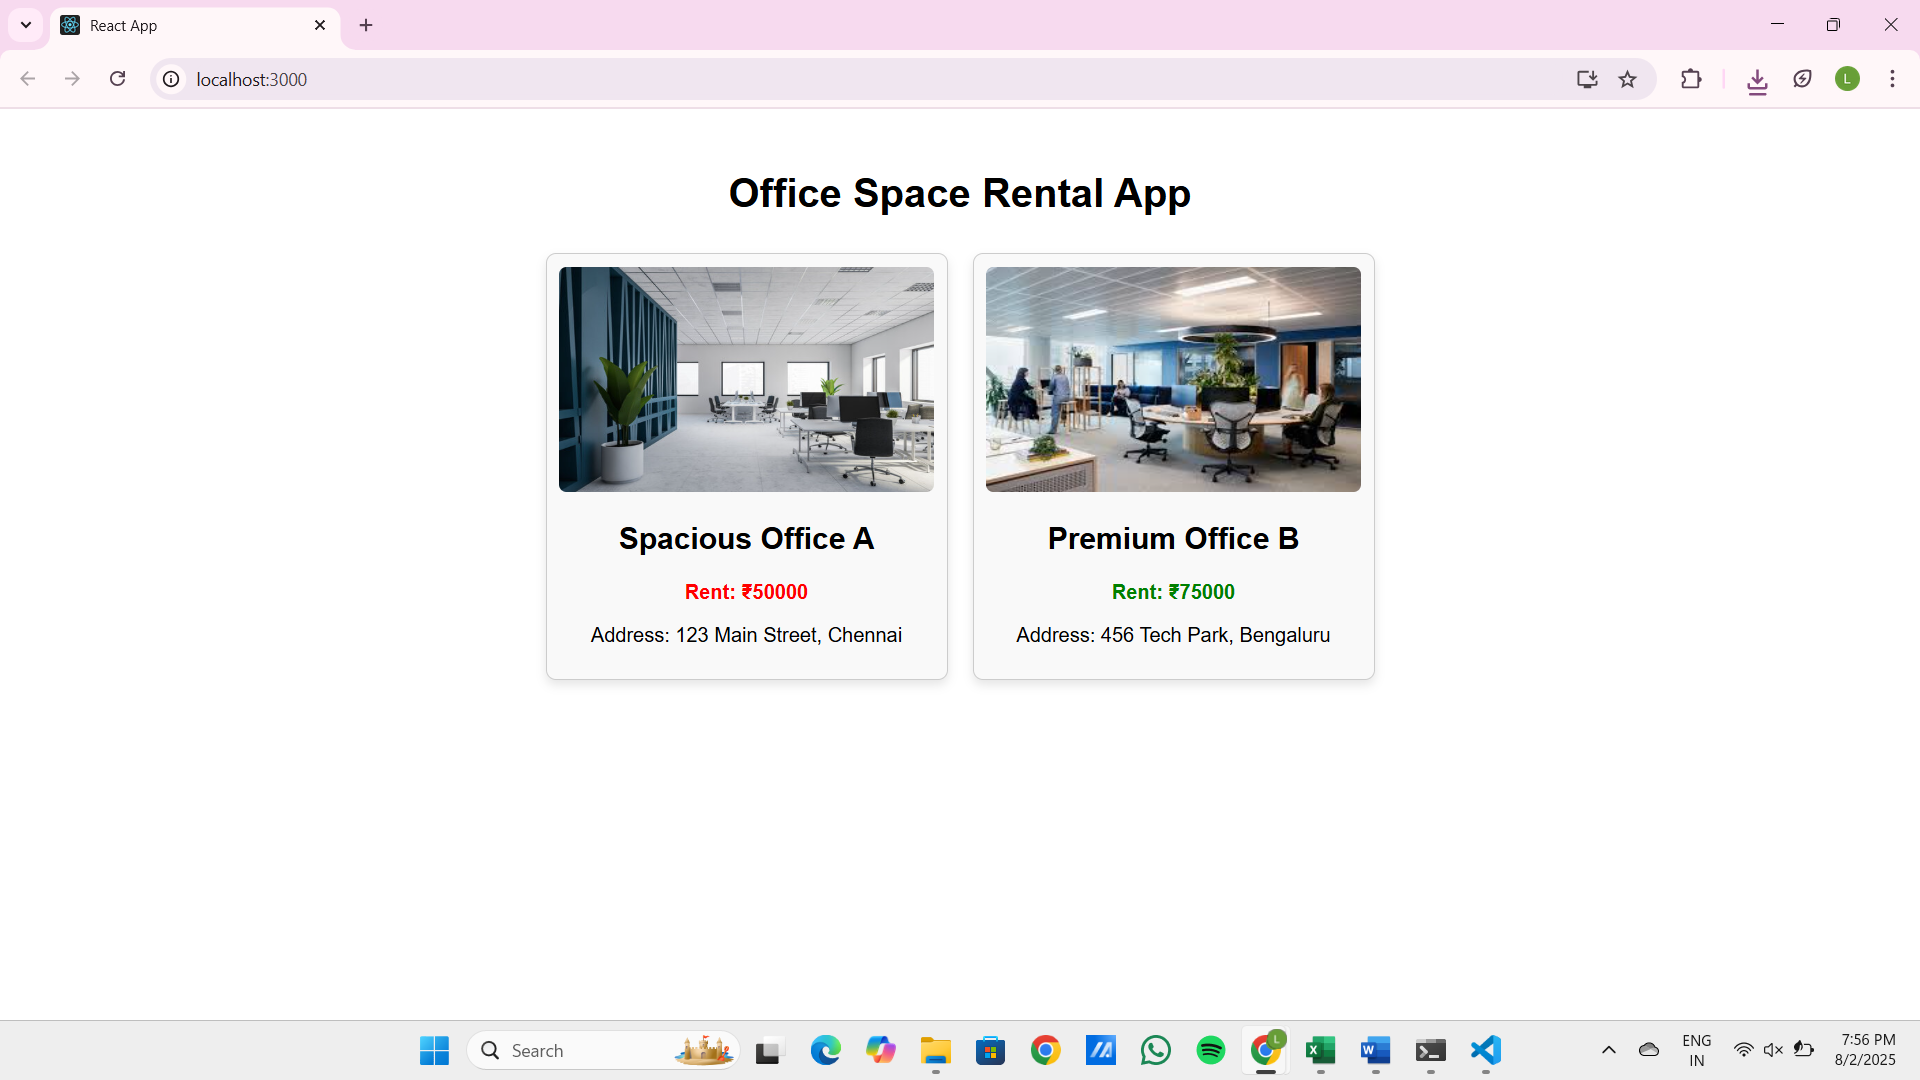 React App
localhost:3000
L
Office Space Rental App
Spacious Office A
Rent: ₹50000
Address: 123 Main Street, Chennai
Premium Office B
Rent: ₹75000
Address: 456 Tech Park, Bengaluru
Search
L
ENG
IN
7:56 PM
8/2/2025